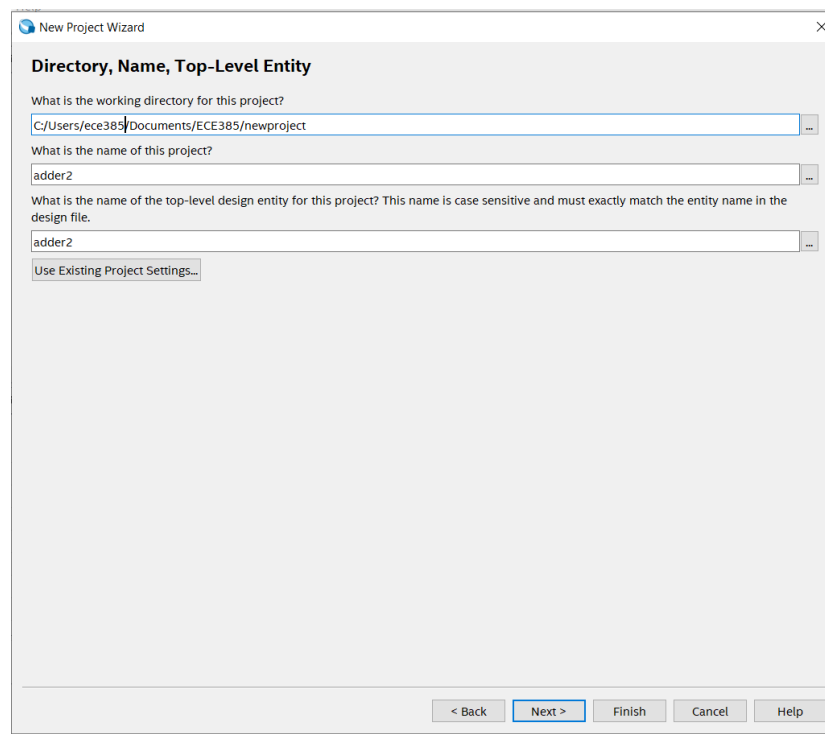 New Project Wizard
Directory, Name, Top-Level Entity
What is the working directory for this project?
C:/Users/ece385/Documents/ECE385/newproject
...
What is the name of this project?
adder2
...
What is the name of the top-level design entity for this project? This name is case sensitive and must exactly match the entity name in the
design file.
adder2
...
Use Existing Project Settings...
< Back Next > Finish Cancel Help